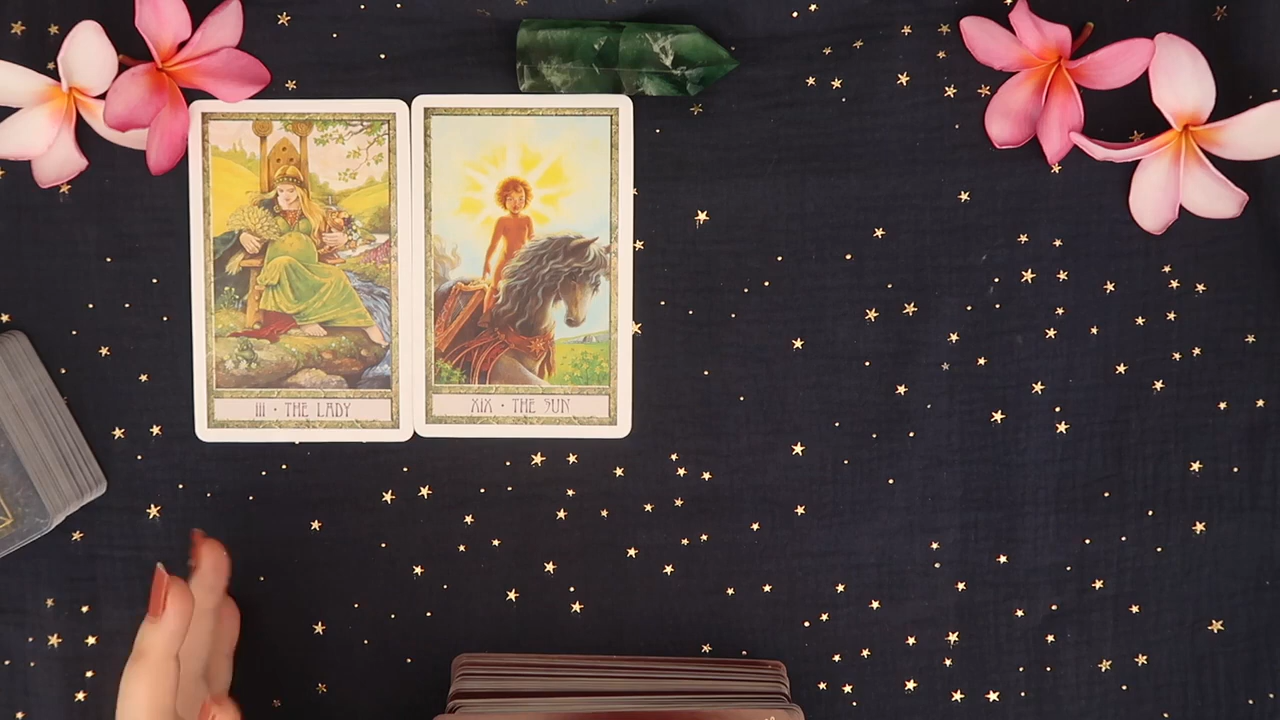 III • THE LADY
XIX • THE SUN